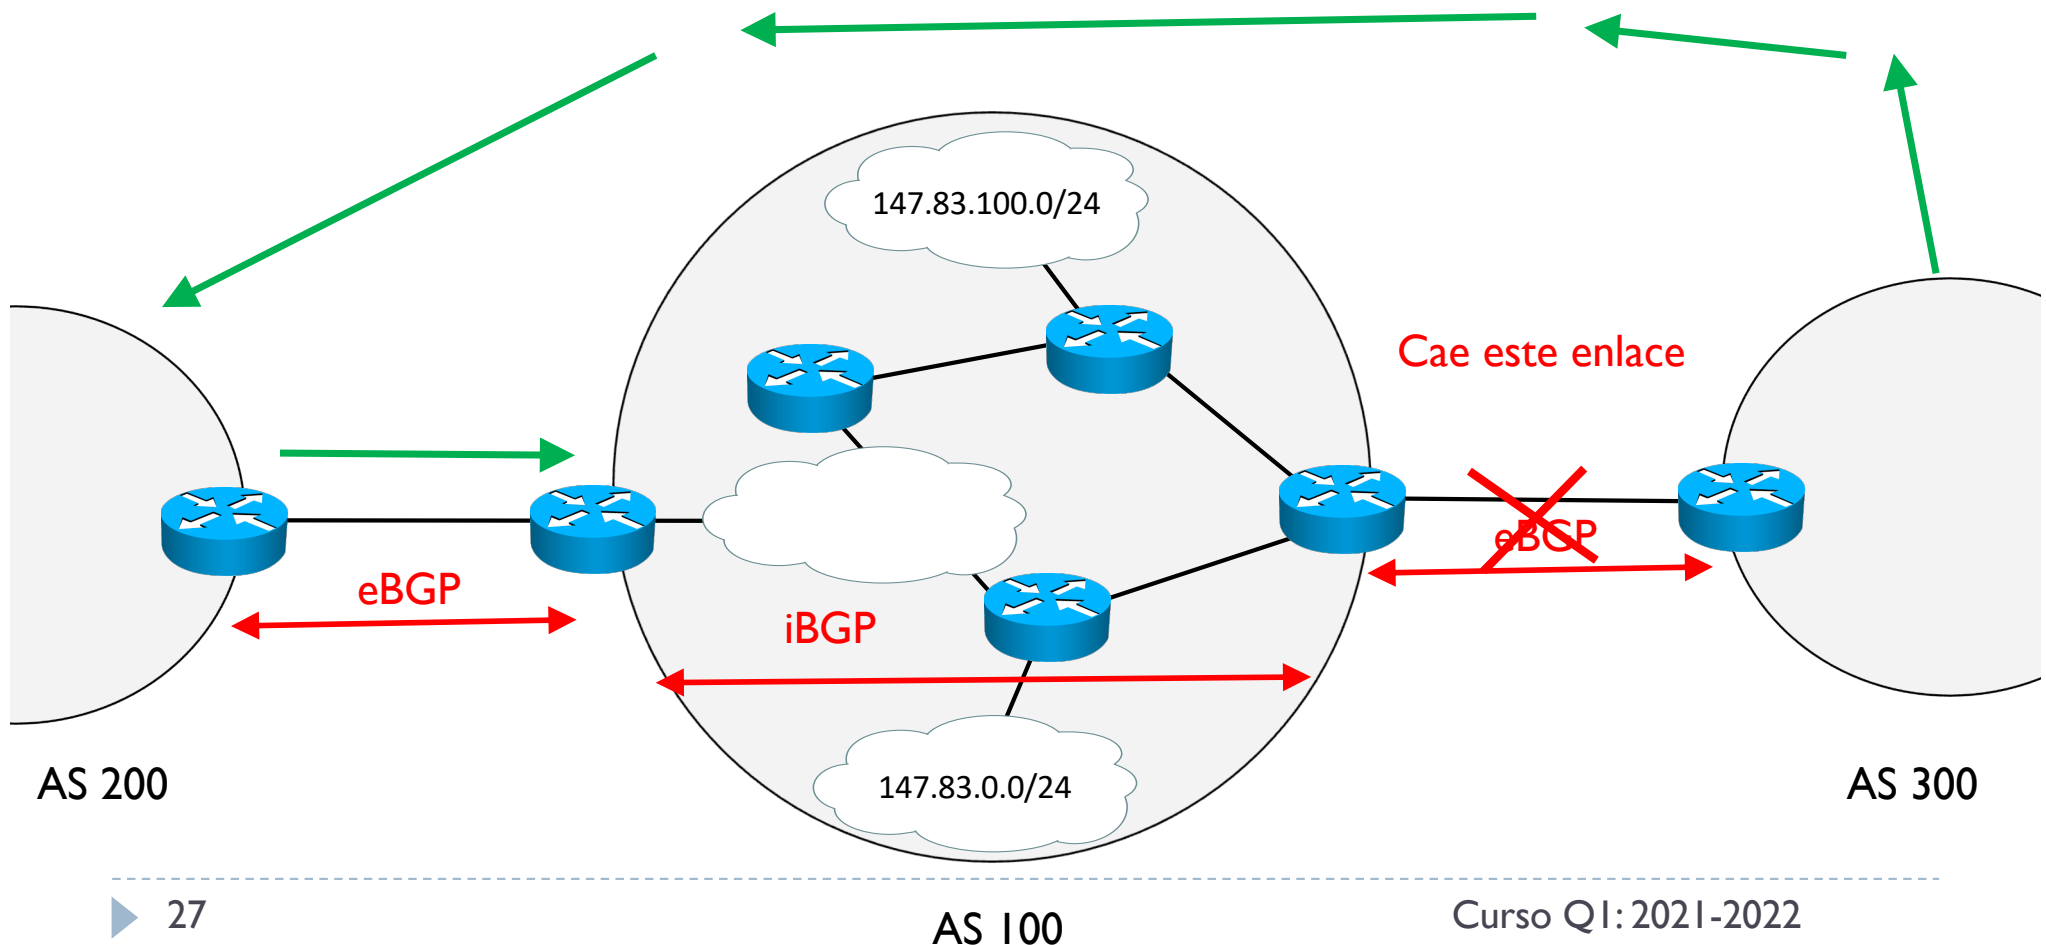 147.83.100.0/24
Cae este enlace
eBGP
eBGP
iBGP
147.83.0.0/24
AS 200
AS 300
27
AS 100
Curso Q1: 2021-2022